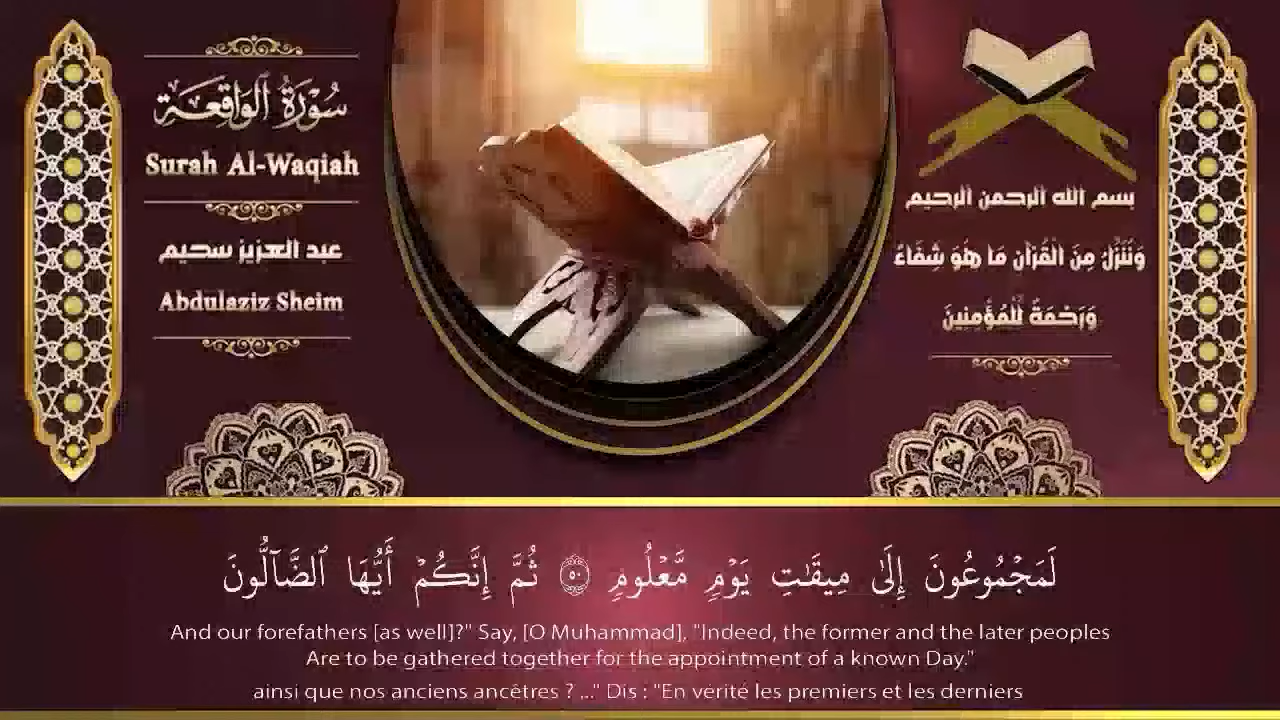 سُورَةُ ٱلْوَاقِعَةِ
Surah Al-Waqiah
عبد العزيز سحيم
Abdulaziz Sheim
بسم الله الرحمن الرحيم
وَنُنَزِّلُ مِنَ الْقُرْآنِ مَا هُوَ شِفَاءٌ
وَرَحْمَةٌ لِّلْمُؤْمِنِينَ
لَمَجْمُوعُونَ إِلَىٰ مِيقَٰتِ يَوْمٍ مَّعْلُومٍ ٥٠ ثُمَّ إِنَّكُمْ أَيُّهَا ٱلضَّآلُّونَ
And our forefathers [as well]?" Say, [O Muhammad], "Indeed, the former and the later peoples
Are to be gathered together for the appointment of a known Day."
ainsi que nos anciens ancêtres ? ..." Dis : "En vérité les premiers et les derniers